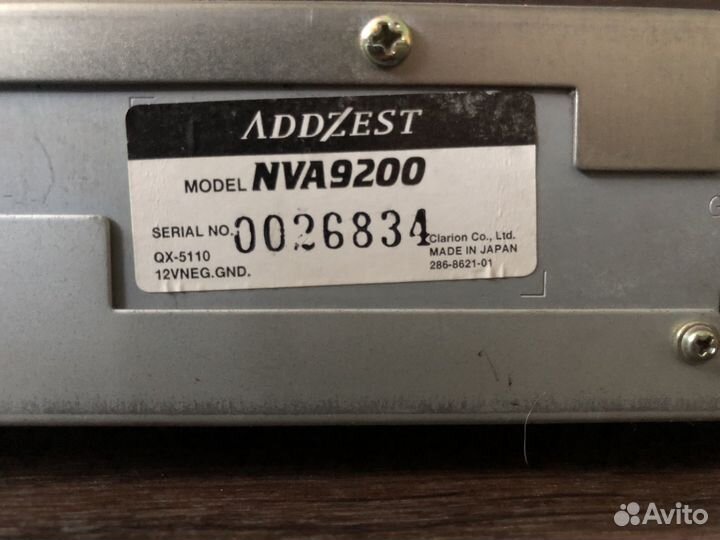 ADDZEST
MODEL NVA9200
SERIAL NO. 0026834
QX-5110
12VNEG.GND.
Clarion Co., Ltd.
MADE IN JAPAN
286-8621-01
Avito